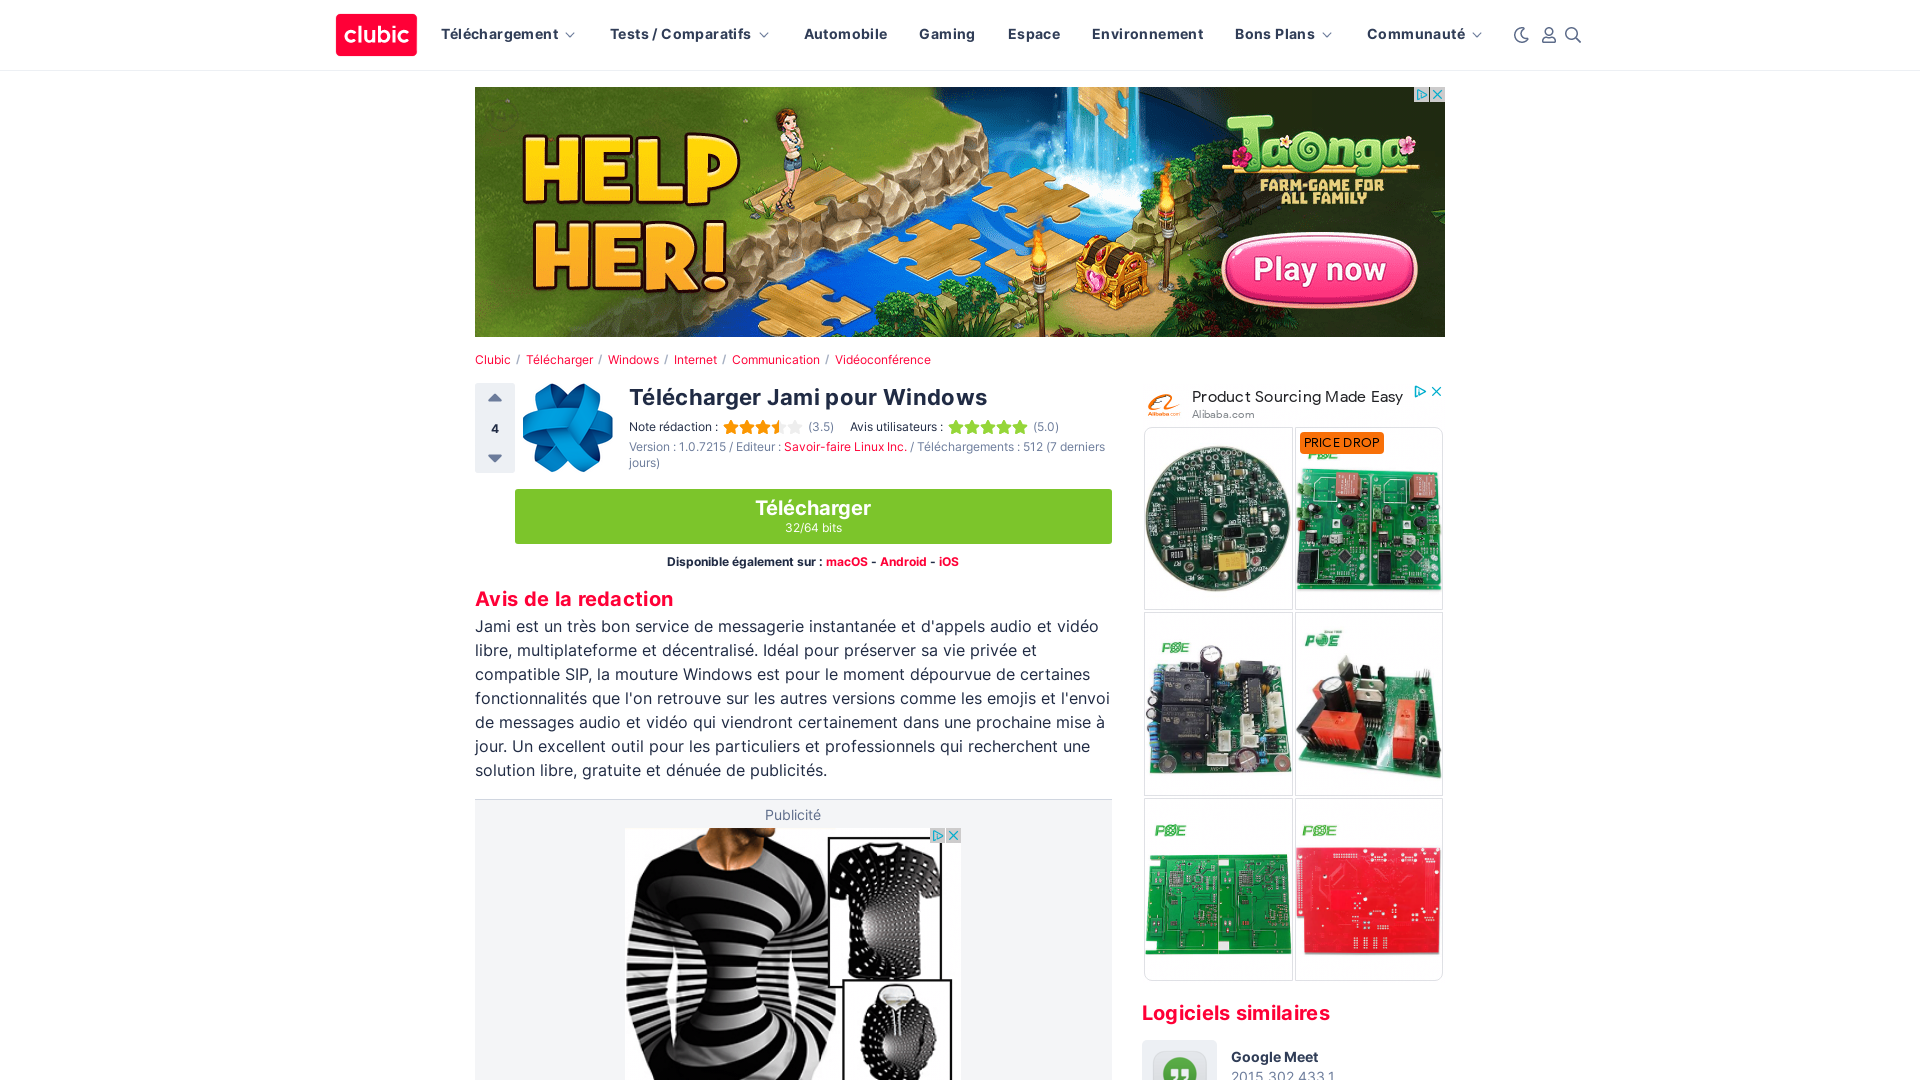 clubic
Téléchargement
Tests / Comparatifs
Automobile
Gaming
Espace
Environnement
Bons Plans
Communauté
HELP
HER!
Taonga
FARM-GAME FOR
ALL FAMILY
Play now
Clubic / Télécharger / Windows / Internet / Communication / Vidéoconférence
4
Télécharger Jami pour Windows
Note rédaction : (3.5) Avis utilisateurs : (5.0)
Version : 1.0.7215 / Editeur : Savoir-faire Linux Inc. / Téléchargements : 512 (7 derniers
jours)
Télécharger
32/64 bits
Disponible également sur : macOS - Android - iOS
Avis de la redaction
Jami est un très bon service de messagerie instantanée et d'appels audio et vidéo
libre, multiplateforme et décentralisé. Idéal pour préserver sa vie privée et
compatible SIP, la mouture Windows est pour le moment dépourvue de certaines
fonctionnalités que l'on retrouve sur les autres versions comme les emojis et l'envoi
de messages audio et vidéo qui viendront certainement dans une prochaine mise à
jour. Un excellent outil pour les particuliers et professionnels qui recherchent une
solution libre, gratuite et dénuée de publicités.
Publicité
Product Sourcing Made Easy
Alibaba.com
Alibaba.com
PRICE DROP
POE
POE
POE
POE
Logiciels similaires
Google Meet
2015.302.433.1